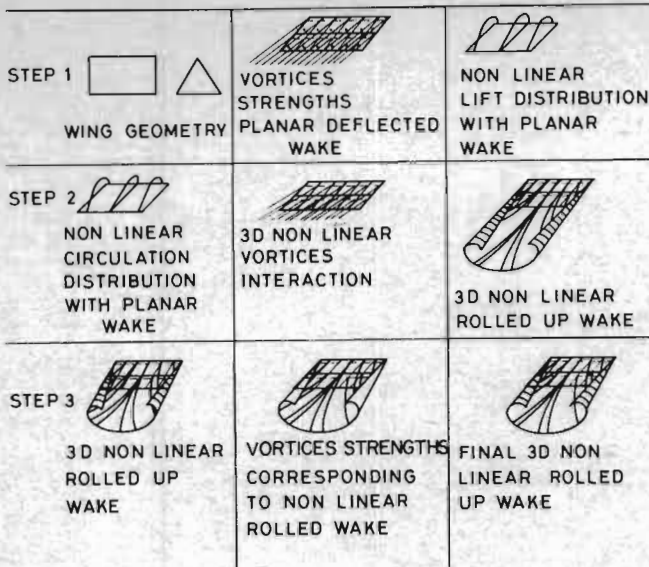 STEP 1
WING GEOMETRY
VORTICES
STRENGTHS
PLANAR DEFLECTED
WAKE
NON LINEAR
LIFT DISTRIBUTION
WITH PLANAR
WAKE
STEP 2
NON LINEAR
CIRCULATION
DISTRIBUTION
WITH PLANAR
WAKE
3D NON LINEAR
VORTICES
INTERACTION
3D NON LINEAR
ROLLED UP WAKE
STEP 3
3D NON LINEAR
ROLLED UP
WAKE
VORTICES STRENGTHS
CORRESPONDING
TO NON LINEAR
ROLLED WAKE
FINAL 3D NON
LINEAR ROLLED
UP WAKE